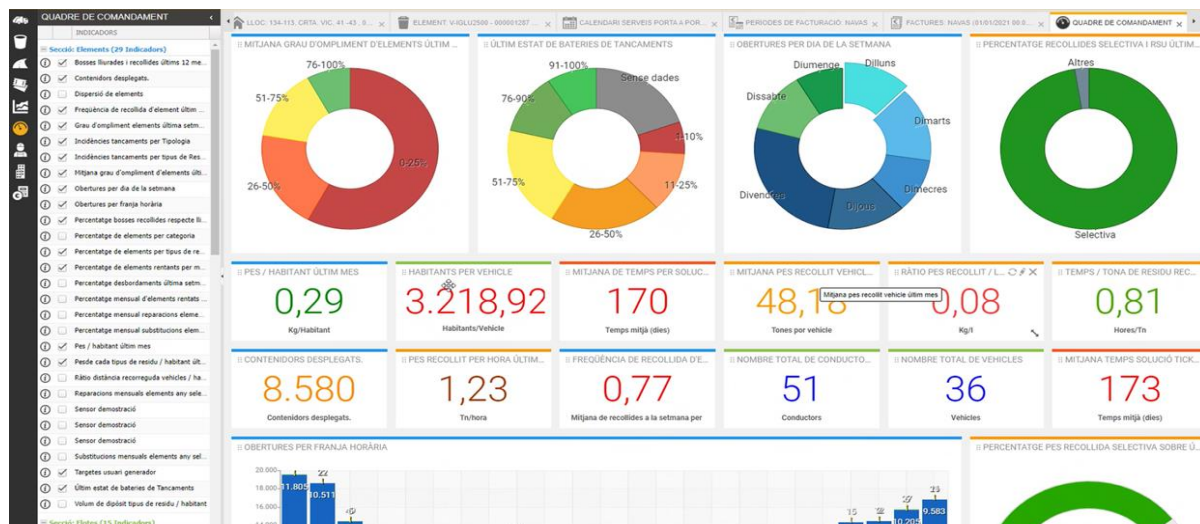 QUADRE DE COMANDAMENT
INDICADORS
Secció: Elements (29 Indicadors)
Bosses lliurades i recollides últims 12 me...
Contenidors desplegats.
Dispersió de elements
Freqüència de recollida d'element últim ...
Grau d'ompliment elements última setm...
Incidències tancaments per Tipologia
Incidències tancaments per tipus de Res...
Mitjana grau d'ompliment d'elements últi...
Obertures per dia de la setmana
Obertures per franja horària
Percentatge bosses recollides respecte lli...
Percentatge de elements per categoria
Percentatge de elements per tipus de re...
Percentatge de elements rentants per m...
Percentatge desbordaments última setm...
Percentatge mensual d'elements rentats ...
Percentatge mensual reparacions eleme...
Percentatge mensual substitucions elem...
Pes / habitant últim mes
Pesde cada tipus de residu / habitant últ...
Ràtio distància recorreguda vehicles / ha...
Reparacions mensuals elements any sele...
Sensor demostració
Sensor demostració
Sensor demostració
Substitucions mensuals elements any sel...
Targetes usuari generador
Últim estat de bateries de Tancaments
Volum de dipòsit tipus de residu / habitant
Secció: Flotes (15 Indicadors)
LLOC: 134-113, CRTA. VIC, 41 -43 , 0...
ELEMENT: V-IGLU2500 - 000001287 ...
CALENDARI SERVEIS PORTA A POR...
PERÍODES DE FACTURACIÓ: NAVAS
FACTURES: NAVAS (01/01/2021 00:0...
QUADRE DE COMANDAMENT
MITJANA GRAU D'OMPLIMENT D'ELEMENTS ÚLTIM ...
76-100%
51-75%
26-50%
0-25%
ÚLTIM ESTAT DE BATERIES DE TANCAMENTS
91-100%
Sense dades
76-90%
1-10%
51-75%
11-25%
26-50%
OBERTURES PER DIA DE LA SETMANA
Diumenge
Dilluns
Dissabte
Dimarts
Divendres
Dimecres
Dijous
PERCENTATGE RECOLLIDES SELECTIVA I RSU ÚLTIM...
Altres
Selectiva
PES / HABITANT ÚLTIM MES
0,29
Kg/Habitant
HABITANTS PER VEHICLE
3.218,92
Habitants/Vehicle
MITJANA DE TEMPS PER SOLUC...
170
Temps mitjà (dies)
MITJANA PES RECOLLIT VEHICL...
48,18
Mitjana pes recollit vehicle últim mes
Tones por vehicle
RÀTIO PES RECOLLIT / L...
0,08
Kg/l
TEMPS / TONA DE RESIDU REC...
0,81
Hores/Tn
CONTENIDORS DESPLEGATS.
8.580
Contenidors desplegats.
PES RECOLLIT PER HORA ÚLTIM...
1,23
Tn/hora
FREQÜÈNCIA DE RECOLLIDA D'E...
0,77
Mitjana de recollides a la setmana per
NOMBRE TOTAL DE CONDUCTO...
51
Conductors
NOMBRE TOTAL DE VEHICLES
36
Vehicles
MITJANA TEMPS SOLUCIÓ TICK...
173
Temps mitjà (dies)
OBERTURES PER FRANJA HORÀRIA
20.000
18.000
16.000
11.805
22
10.511
15
10.205
9.583
PERCENTATGE PES RECOLLIDA SELECTIVA SOBRE Ú...